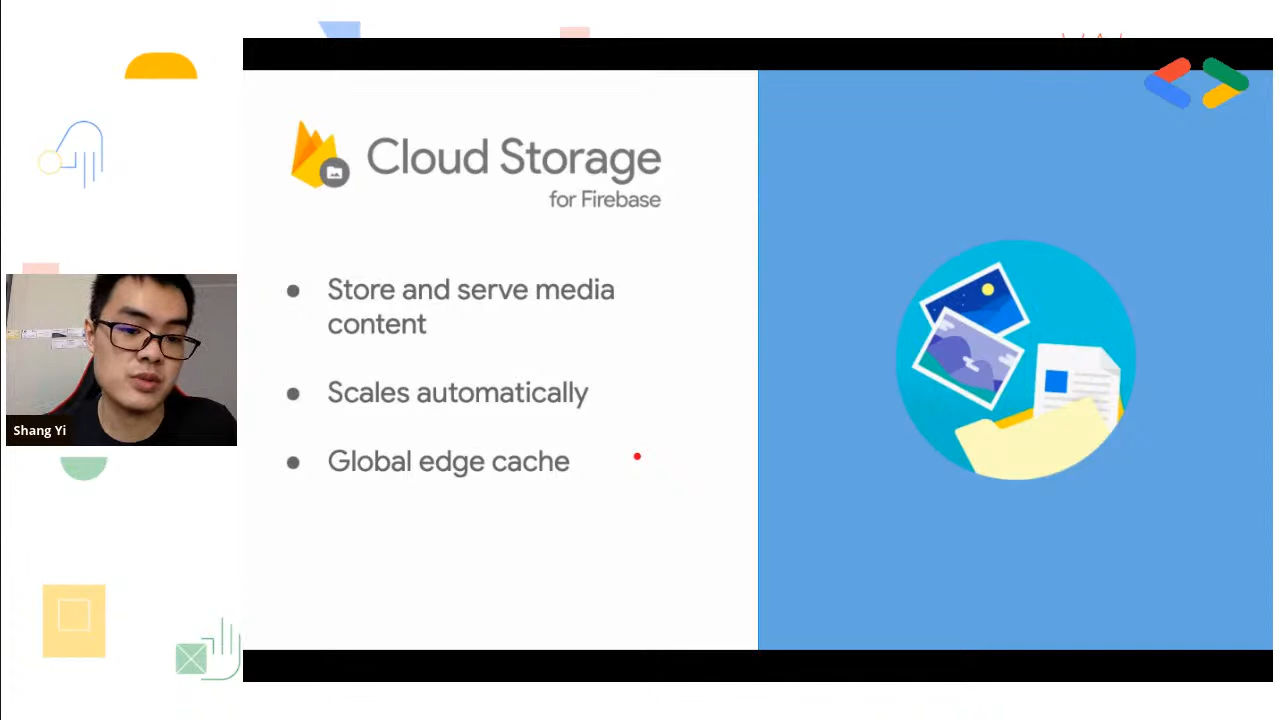 Cloud Storage
for Firebase
● Store and serve media
content
● Scales automatically
● Global edge cache
Shang Yi